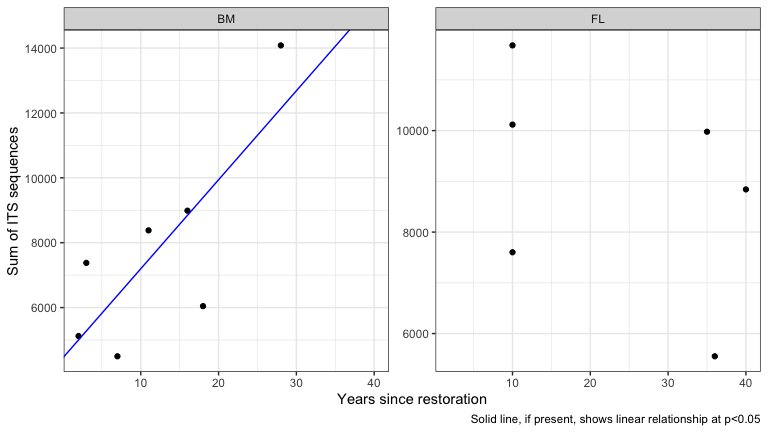 BM
FL
Sum of ITS sequences
14000
12000
10000
8000
6000
10000
8000
6000
10 20 30 40
10 20 30 40
Years since restoration
Solid line, if present, shows linear relationship at p<0.05